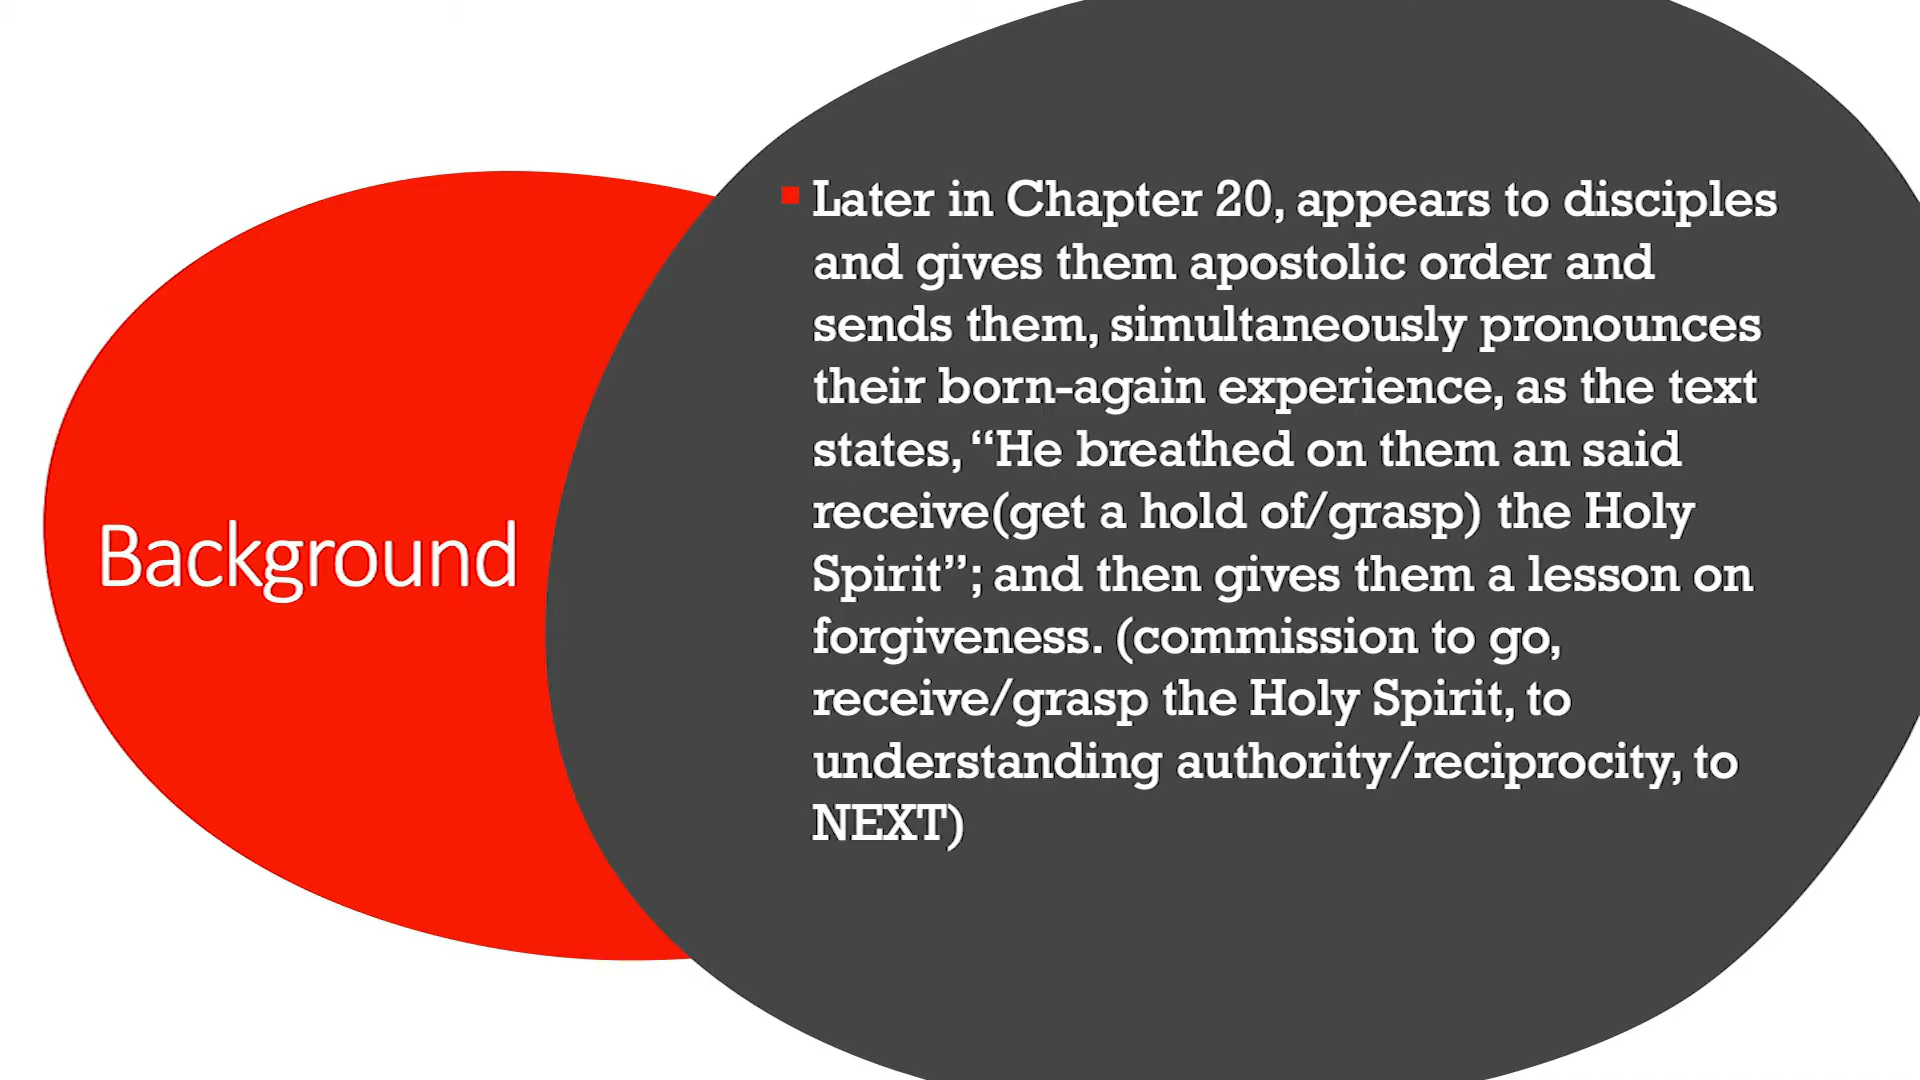 Background
Later in Chapter 20, appears to disciples
and gives them apostolic order and
sends them, simultaneously pronounces
their born-again experience, as the text
states, “He breathed on them an said
receive(get a hold of/grasp) the Holy
Spirit”; and then gives them a lesson on
forgiveness. (commission to go,
receive/grasp the Holy Spirit, to
understanding authority/reciprocity, to
NEXT)